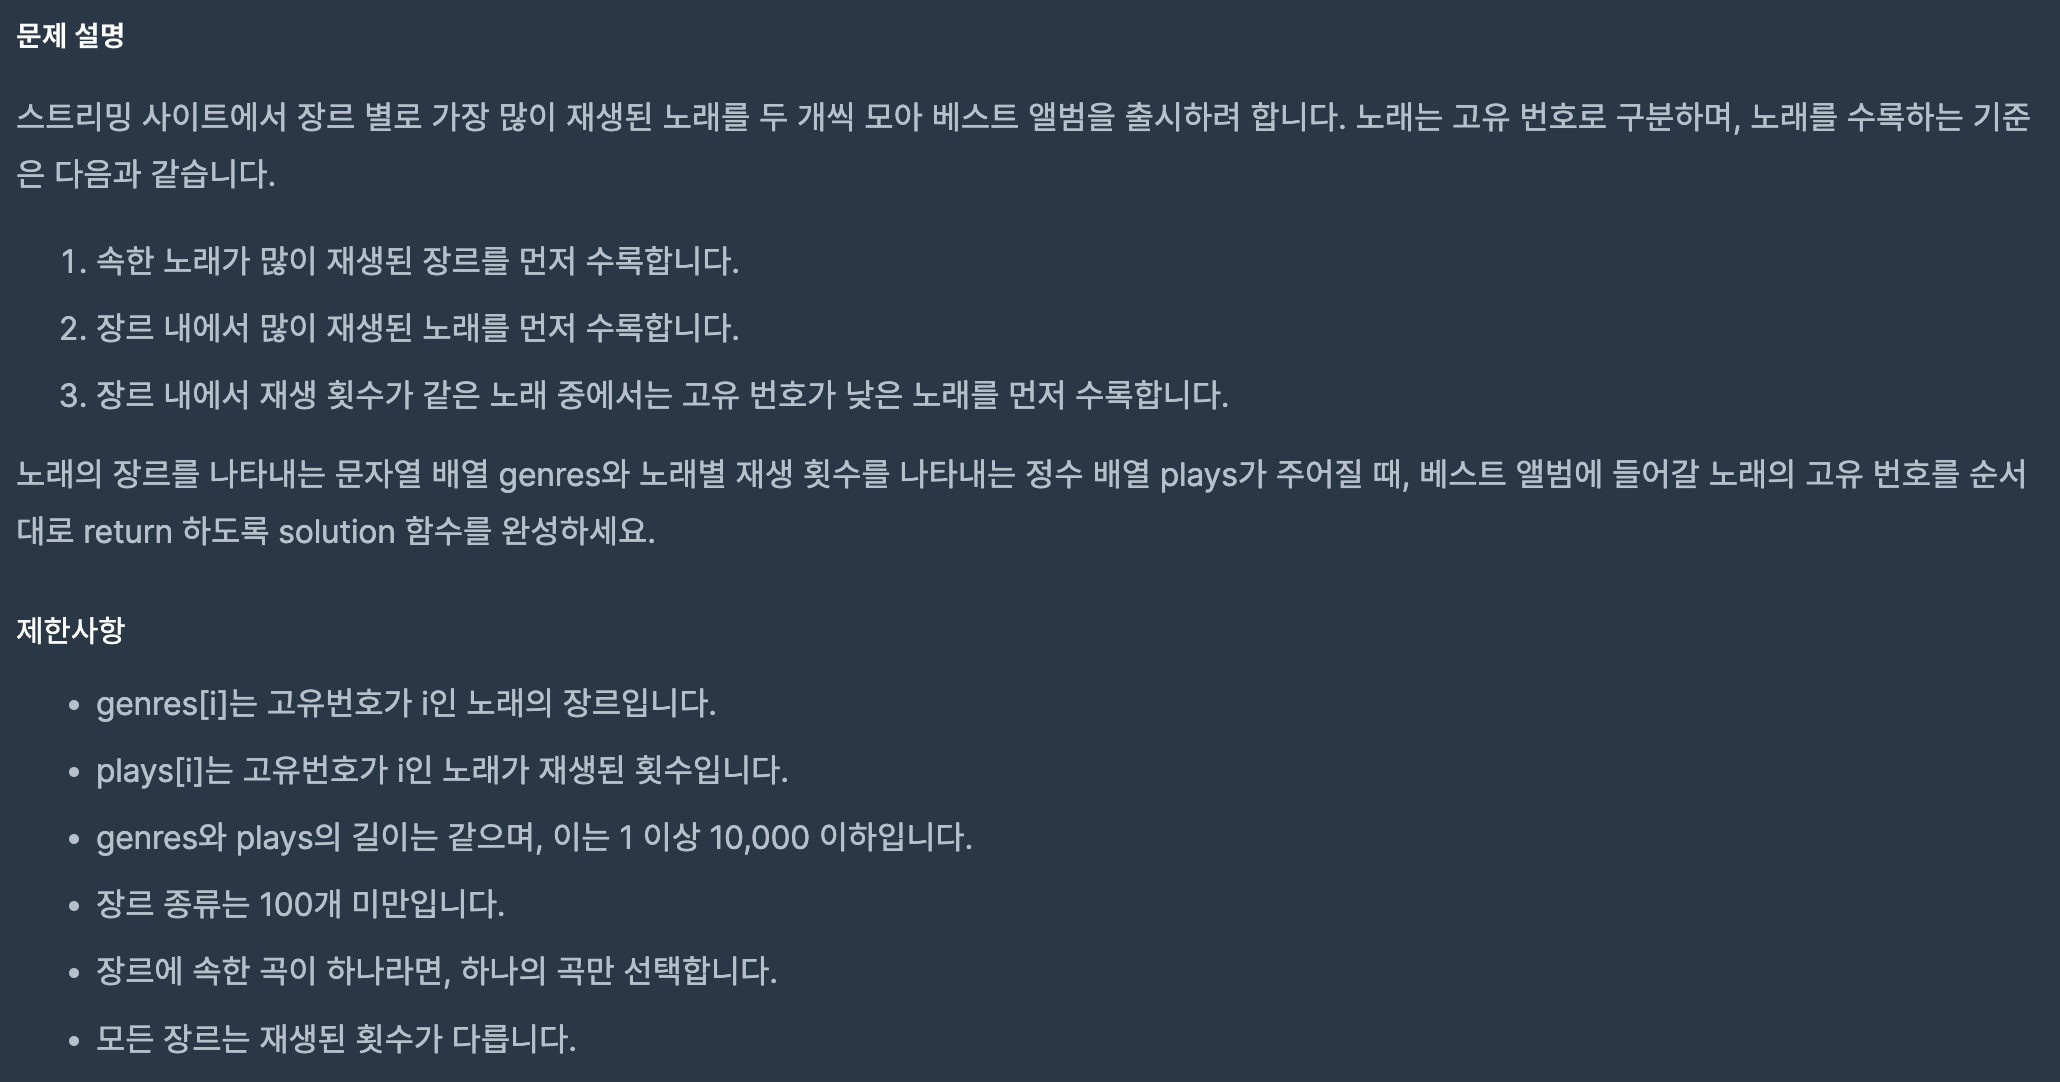 문제 설명
스트리밍 사이트에서 장르 별로 가장 많이 재생된 노래를 두 개씩 모아 베스트 앨범을 출시하려 합니다. 노래는 고유 번호로 구분하며, 노래를 수록하는 기준
은 다음과 같습니다.
1. 속한 노래가 많이 재생된 장르를 먼저 수록합니다.
2. 장르 내에서 많이 재생된 노래를 먼저 수록합니다.
3. 장르 내에서 재생 횟수가 같은 노래 중에서는 고유 번호가 낮은 노래를 먼저 수록합니다.
노래의 장르를 나타내는 문자열 배열 genres와 노래별 재생 횟수를 나타내는 정수 배열 plays가 주어질 때, 베스트 앨범에 들어갈 노래의 고유 번호를 순서
대로 return 하도록 solution 함수를 완성하세요.
제한사항
• genres[i]는 고유번호가 i인 노래의 장르입니다.
• plays[i]는 고유번호가 i인 노래가 재생된 횟수입니다.
• genres와 plays의 길이는 같으며, 이는 1 이상 10,000 이하입니다.
• 장르 종류는 100개 미만입니다.
• 장르에 속한 곡이 하나라면, 하나의 곡만 선택합니다.
• 모든 장르는 재생된 횟수가 다릅니다.